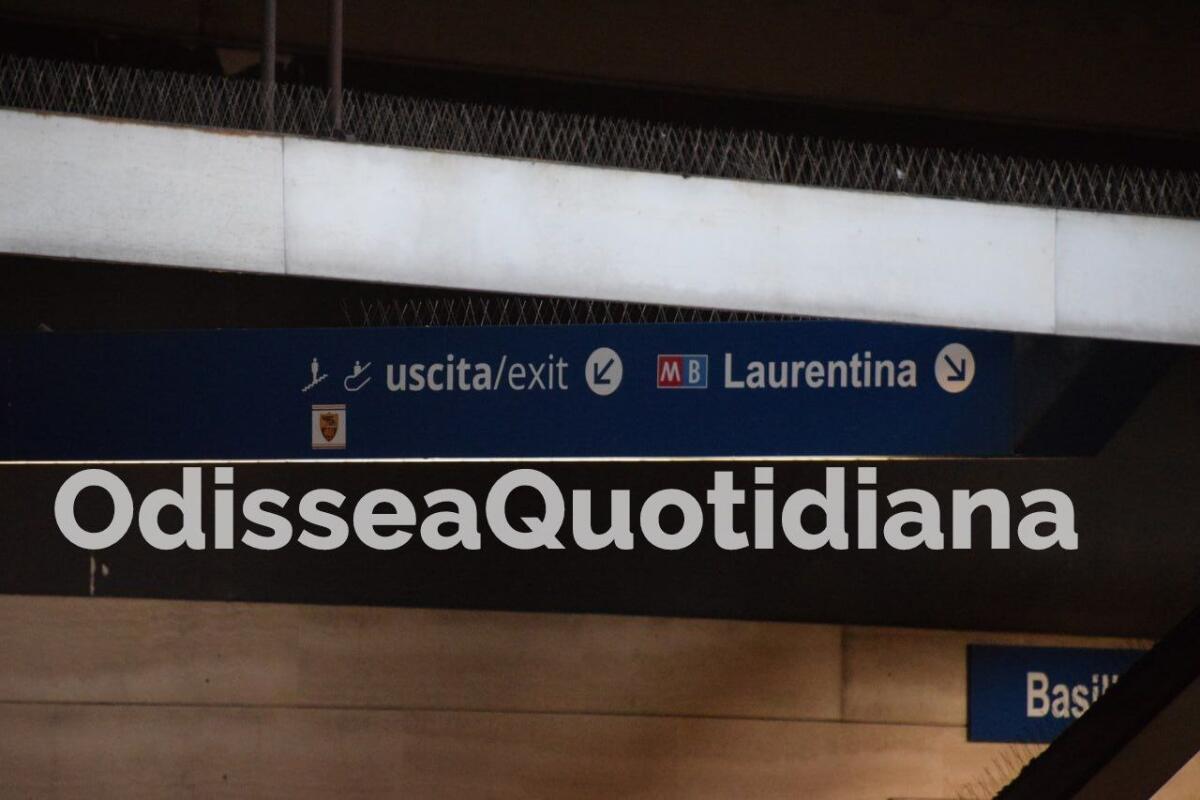 uscita/exit MB Laurentina
OdisseaQuotidiana